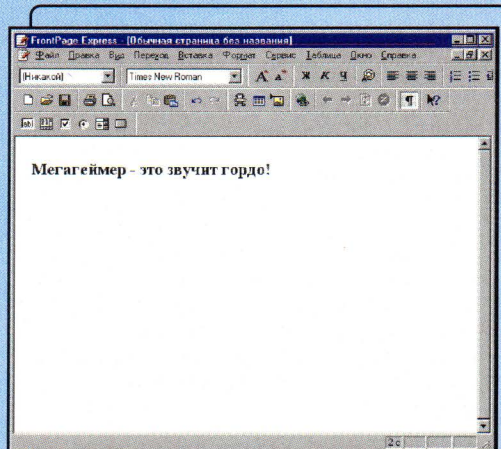 FrontPage Express - [Обычная страница без названия]
Файл Правка Вид Переход Вставка Формат Сервис Таблица Окно Справка
[Никакой] Times New Roman A A Ж К Ч
ab
Мегагеймер - это звучит гордо!
2 с